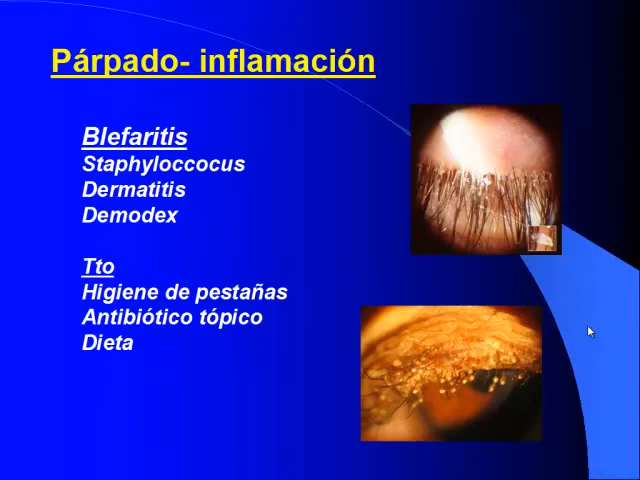 Párpado- inflamación
Blefaritis
Staphyloccocus
Dermatitis
Demodex
Tto
Higiene de pestañas
Antibiótico tópico
Dieta